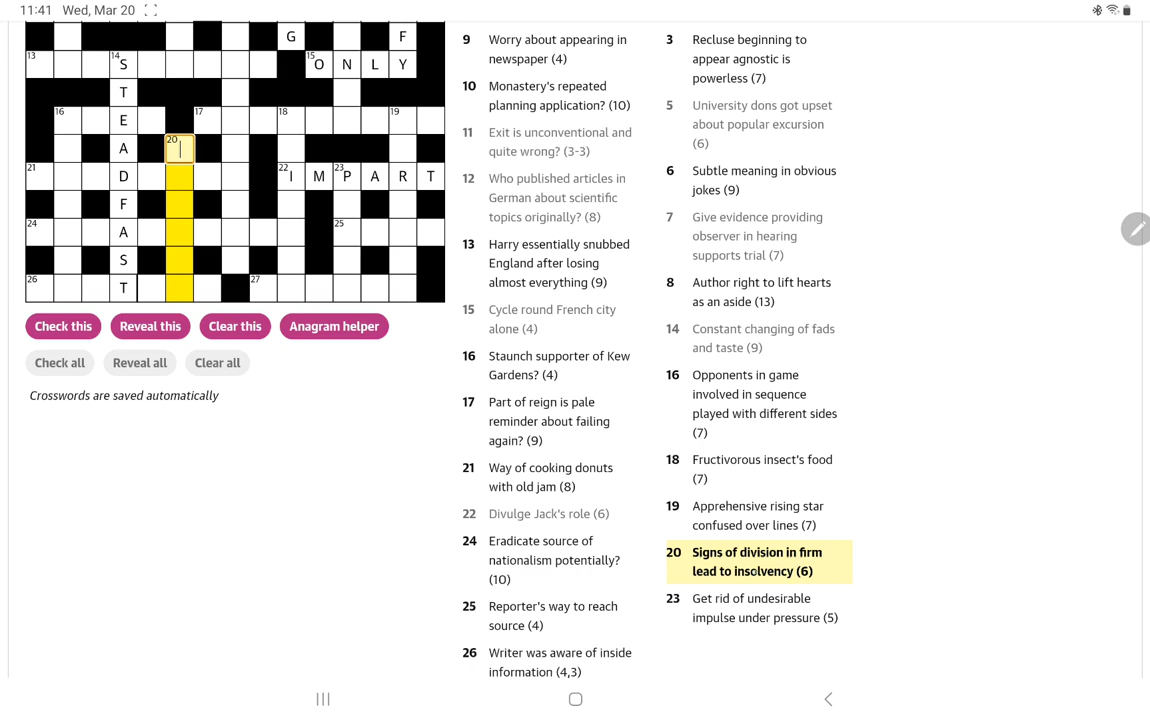 11:41 Wed, Mar 20
G F
13 14 S 15 O N L Y
T
16 E 17 18 19
A 20
21 D 22 I M 23 P A R T
F
24 A 25
S
26 T 27
Check this Reveal this Clear this Anagram helper
Check all Reveal all Clear all
Crosswords are saved automatically
9 Worry about appearing in
newspaper (4)
10 Monastery's repeated
planning application? (10)
11 Exit is unconventional and
quite wrong? (3-3)
12 Who published articles in
German about scientific
topics originally? (8)
13 Harry essentially snubbed
England after losing
almost everything (9)
15 Cycle round French city
alone (4)
16 Staunch supporter of Kew
Gardens? (4)
17 Part of reign is pale
reminder about failing
again? (9)
21 Way of cooking donuts
with old jam (8)
22 Divulge Jack's role (6)
24 Eradicate source of
nationalism potentially?
(10)
25 Reporter's way to reach
source (4)
26 Writer was aware of inside
information (4,3)
3 Recluse beginning to
appear agnostic is
powerless (7)
5 University dons got upset
about popular excursion
(6)
6 Subtle meaning in obvious
jokes (9)
7 Give evidence providing
observer in hearing
supports trial (7)
8 Author right to lift hearts
as an aside (13)
14 Constant changing of fads
and taste (9)
16 Opponents in game
involved in sequence
played with different sides
(7)
18 Fructivorous insect's food
(7)
19 Apprehensive rising star
confused over lines (7)
20 Signs of division in firm
lead to insolvency (6)
23 Get rid of undesirable
impulse under pressure (5)